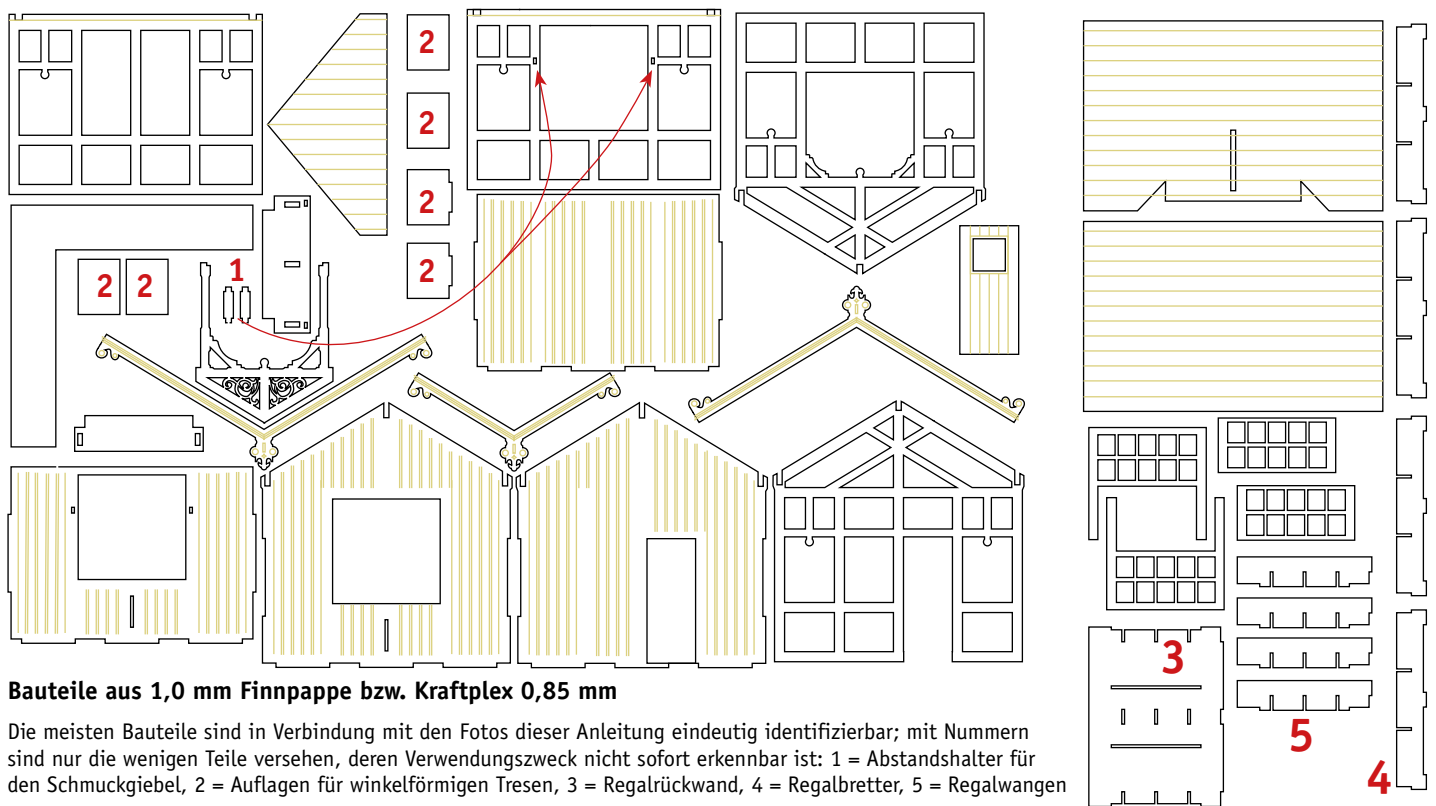 2
2
2
2
2 2
1
3
5
4
Bauteile aus 1,0 mm Finnpappe bzw. Kraftplex 0,85 mm
Die meisten Bauteile sind in Verbindung mit den Fotos dieser Anleitung eindeutig identifizierbar; mit Nummern
sind nur die wenigen Teile versehen, deren Verwendungszweck nicht sofort erkennbar ist: 1 = Abstandshalter für
den Schmuckgiebel, 2 = Auflagen für winkelförmigen Tresen, 3 = Regalrückwand, 4 = Regalbretter, 5 = Regalwangen